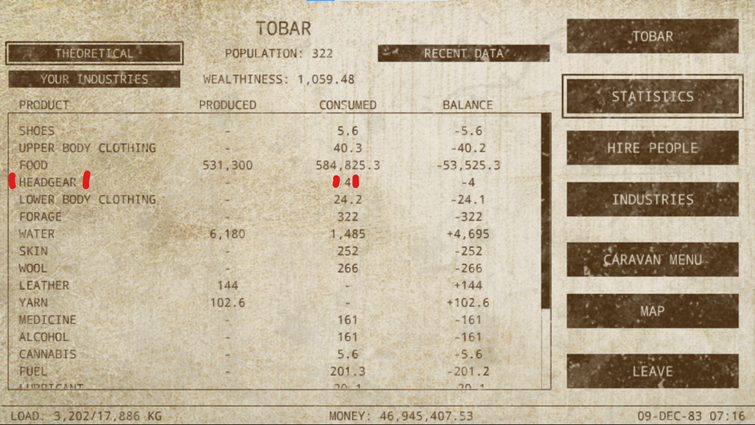 TOBAR
THEORETICAL POPULATION: 322 RECENT DATA
YOUR INDUSTRIES WEALTHINESS: 1,059.48
PRODUCT PRODUCED CONSUMED BALANCE
SHOES - 5.6 -5.6
UPPER BODY CLOTHING - 40.3 -40.2
FOOD 531,300 584,825.3 -53,525.3
HEADGEAR - 4 -4
LOWER BODY CLOTHING - 24.2 -24.1
FORAGE - 322 -322
WATER 6,180 1,485 +4,695
SKIN - 252 -252
WOOL - 266 -266
LEATHER 144 - +144
YARN 102.6 - +102.6
MEDICINE - 161 -161
ALCOHOL - 161 -161
CANNABIS - 5.6 -5.6
FUEL - 201.3 -201.2
LUBRICANT
TOBAR
STATISTICS
HIRE PEOPLE
INDUSTRIES
CARAVAN MENU
MAP
LEAVE
LOAD: 3,202/17,886 KG MONEY: 46,945,407.53 09-DEC-83 07:16